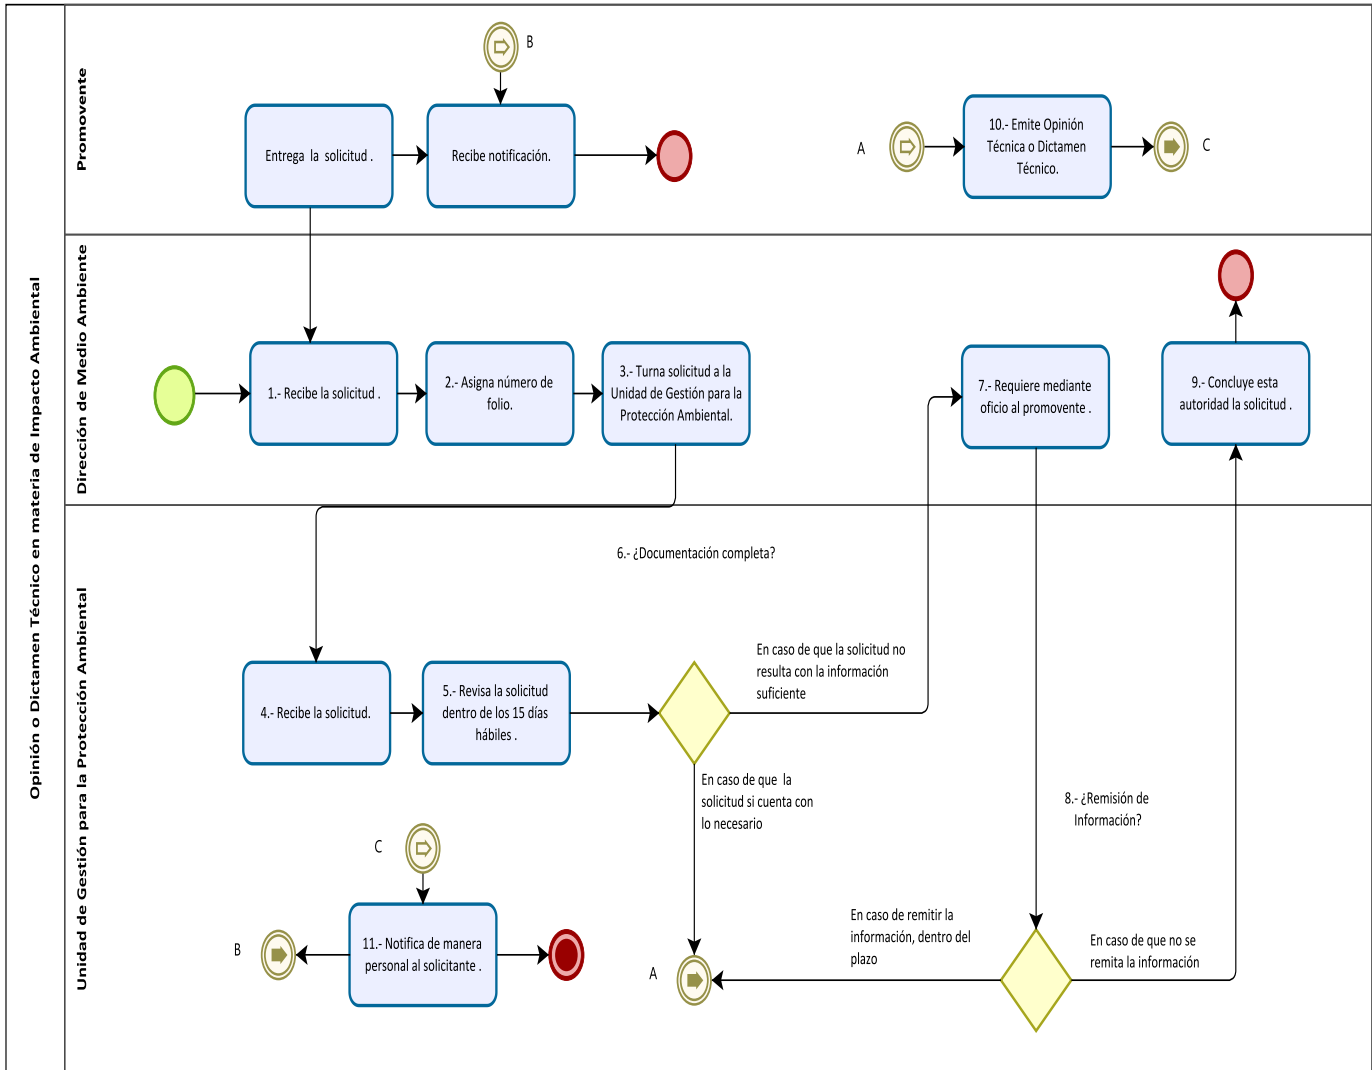 Opinión o Dictamen Técnico en materia de Impacto Ambiental
Promovente
B
Entrega la solicitud .
Recibe notificación.
A
10.- Emite Opinión
Técnica o Dictamen
Técnico.
C
Dirección de Medio Ambiente
1.- Recibe la solicitud .
2.- Asigna número de
folio.
3.- Turna solicitud a la
Unidad de Gestión para la
Protección Ambiental.
7.- Requiere mediante
oficio al promovente .
9.- Concluye esta
autoridad la solicitud .
Unidad de Gestión para la Protección Ambiental
6.- ¿Documentación completa?
4.- Recibe la solicitud.
5.- Revisa la solicitud
dentro de los 15 días
hábiles .
En caso de que la solicitud no
resulta con la información
suficiente
En caso de que la
solicitud si cuenta con
lo necesario
8.- ¿Remisión de
Información?
C
B
11.- Notifica de manera
personal al solicitante .
A
En caso de remitir la
información, dentro del
plazo
En caso de que no se
remita la información